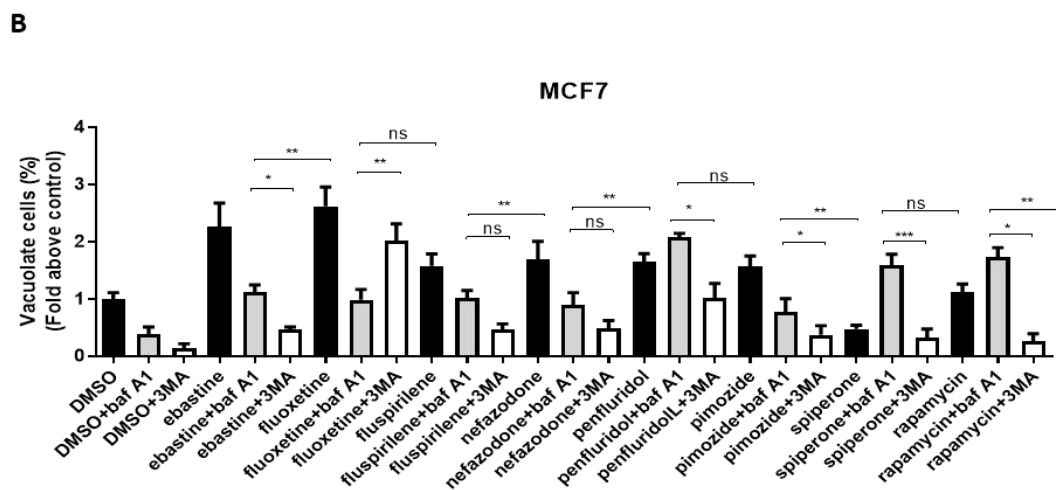 B
MCF7
Vacuolate cells (%)
(Fold above control)
4
3
2
1
0
ns
**
**
*
**
ns
**
ns
ns
*
**
*
ns
***
**
*
DMSO
DMSO+baf A1
DMSO+3MA
ebastine
ebastine+baf A1
ebastine+3MA
fluoxetine
fluoxetine+baf A1
fluoxetine+3MA
fluspirilene
fluspirilene+baf A1
fluspirilene+3MA
nefazodone
nefazodone+baf A1
nefazodone+3MA
penfluridol
penfluridol+baf A1
penfluridolL+3MA
pimozide
pimozide+baf A1
pimozide+3MA
spiperone
spiperone+baf A1
spiperone+3MA
rapamycin
rapamycin+baf A1
rapamycin+3MA